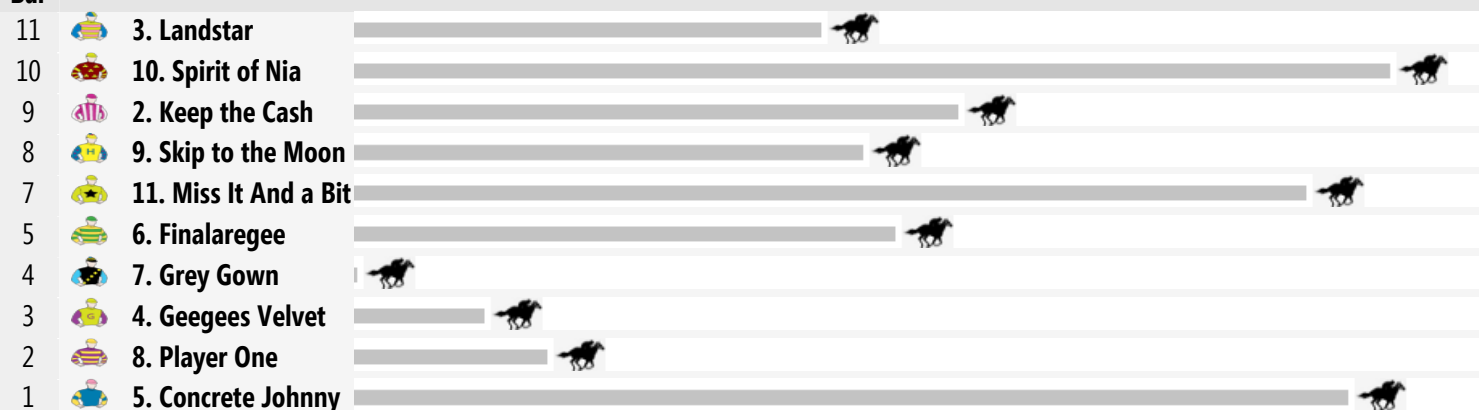 Bar
11 3. Landstar
10 10. Spirit of Nia
9 2. Keep the Cash
8 H 9. Skip to the Moon
7 11. Miss It And a Bit
5 6. Finalaregee
4 7. Grey Gown
3 G 4. Geegees Velvet
2 8. Player One
1 5. Concrete Johnny